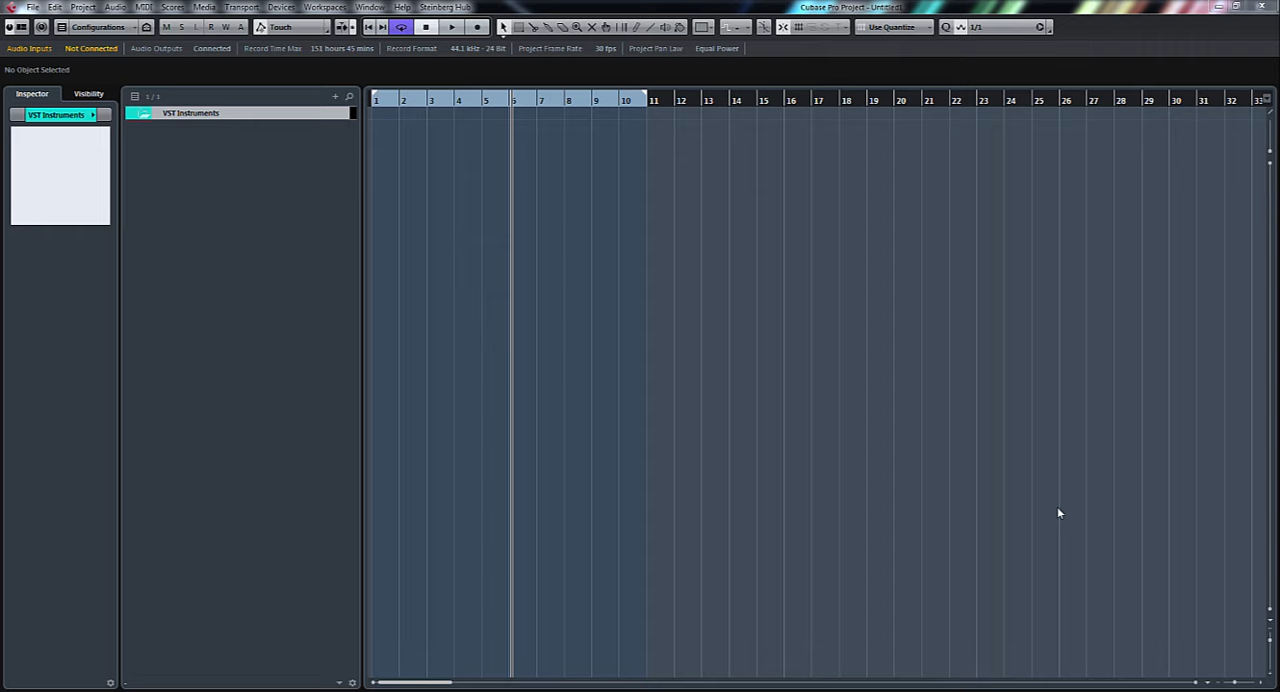 File Edit Project Audio MIDI Scores Media Transport Devices Workspaces Window Help Steinberg Hub Cubase Pro Project - Untitled1
Configurations M S L R W A Touch Use Quantize Q 1/1
Audio Inputs Not Connected Audio Outputs Connected Record Time Max 151 hours 45 mins Record Format 44.1 kHz - 24 Bit Project Frame Rate 30 fps Project Pan Law Equal Power
No Object Selected
Inspector Visibility 1 / 1 + 1 2 3 4 5 6 7 8 9 10 11 12 13 14 15 16 17 18 19 20 21 22 23 24 25 26 27 28 29 30 31 32 33
VST Instruments VST Instruments